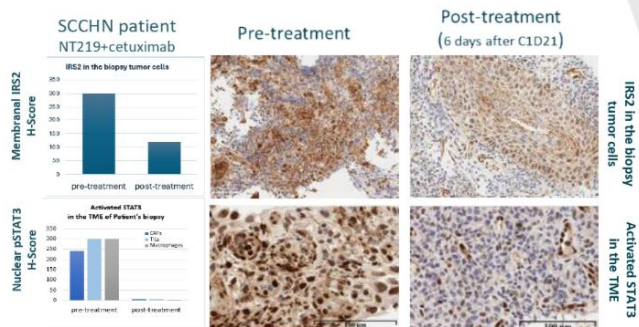 SCCHN patient
NT219+cetuximab
Pre-treatment
Post-treatment
(6 days after C1D21)
Membranal IRS2
H-Score
IRS2 in the biopsy tumor cells
350
300
250
200
150
100
50
0
pre-treatment
post-treatment
IRS2 in the biopsy
tumor cells
Nuclear pSTAT3
H-Score
Activated STAT3
in the TME of Patient's biopsy
CAFs
TILs
Macrophages
350
300
250
200
150
100
50
0
pre-treatment
post-treatment
Activated STAT3
in the TME